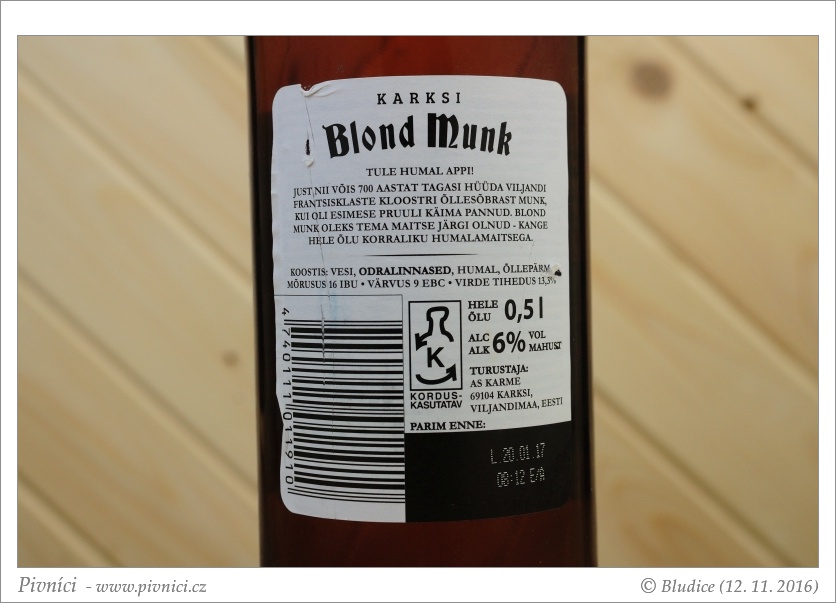 KARKSI
Blond Munk
TULE HUMAL APPI!
JUST NII VÕIS 700 AASTAT TAGASI HÜÜDA VILJANDI
FRANTSISKLASTE KLOOSTRI ÕLLESÕBRAST MUNK,
KUI OLI ESIMESE PRUULI KÄIMA PANNUD. BLOND
MUNK OLEKS TEMA MAITSE JÄRGI OLNUD - KANGE
HELE ÕLU KORRALIKU HUMALAMAITSEGA.
KOOSTIS: VESI, ODRALINNASED, HUMAL, ÕLLEPÄRM
MÕRUSUS 16 IBU • VÄRVUS 9 EBC • VIRDE TIHEDUS 13,3%
4 740111 011910
K
KORDUS-
KASUTATAV
HELE
ÕLU
0,5 l
ALC
ALK
6%
VOL
MAHUST
TURUSTAJA:
AS KARME
69104 KARKSI,
VILJANDIMAA, EESTI
PARIM ENNE:
L.20.01.17
08:12 E/A
Pivníci - www.pivnici.cz
© Bludice (12. 11. 2016)